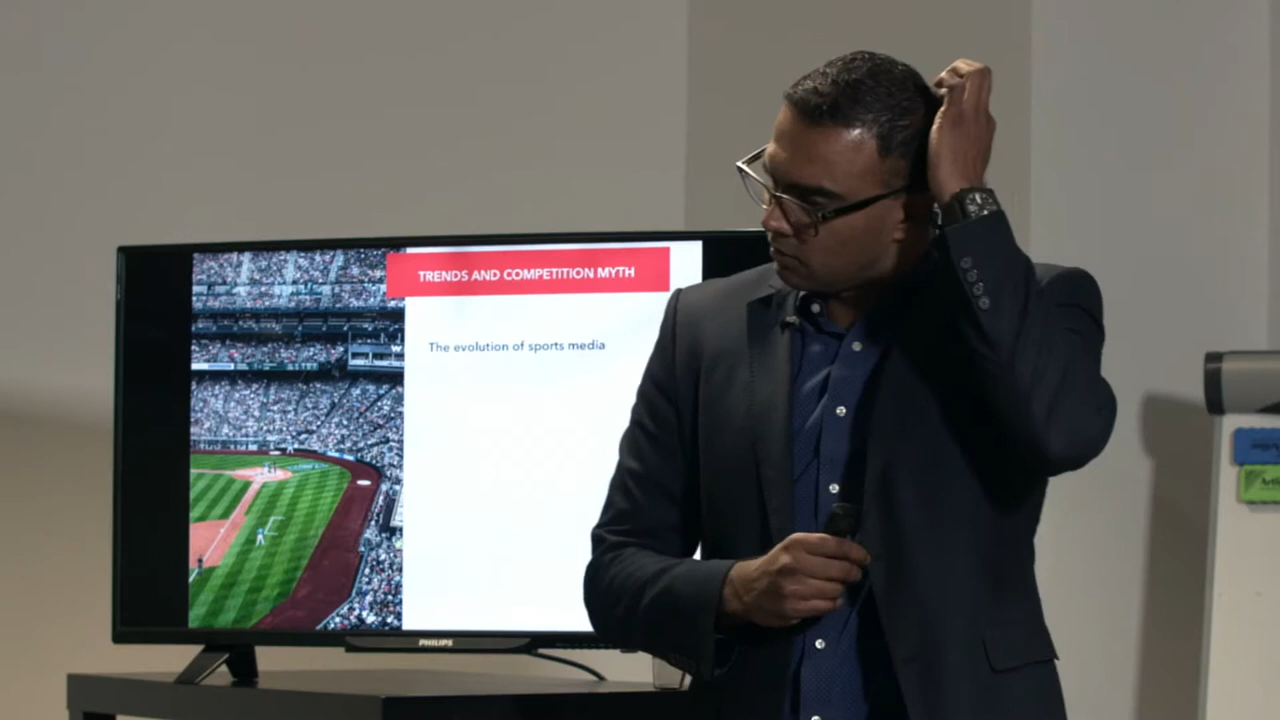 TRENDS AND COMPETITION MYTH
The evolution of sports media
PHILIPS